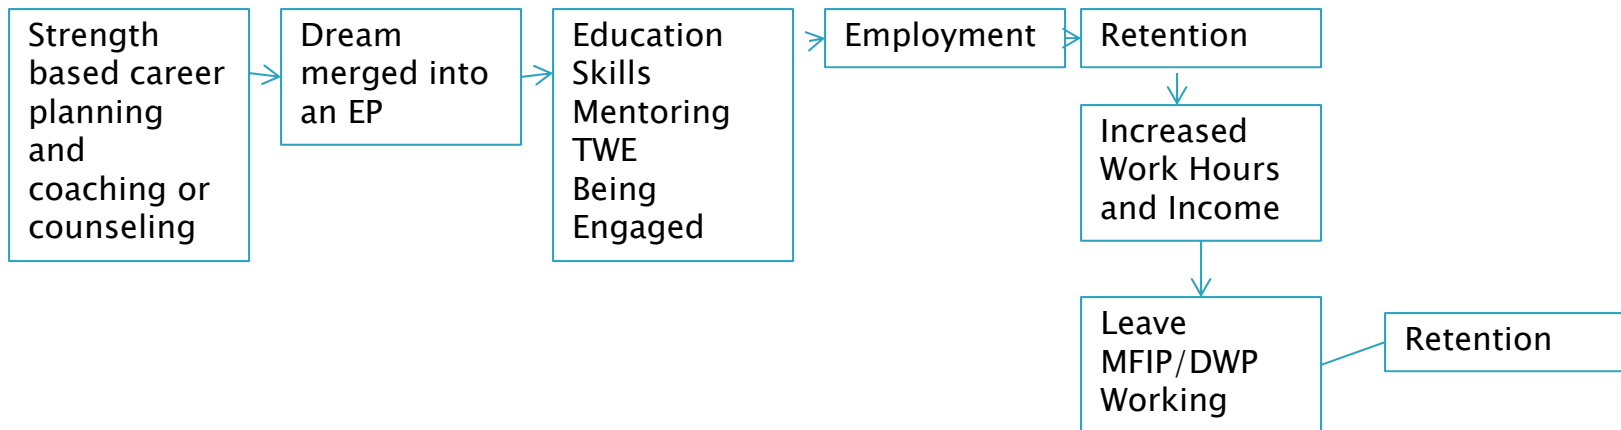 Strength
based career
planning
and
coaching or
counseling
Dream
merged into
an EP
Education
Skills
Mentoring
TWE
Being
Engaged
Employment
Retention
Increased
Work Hours
and Income
Leave
MFIP/DWP
Working
Retention